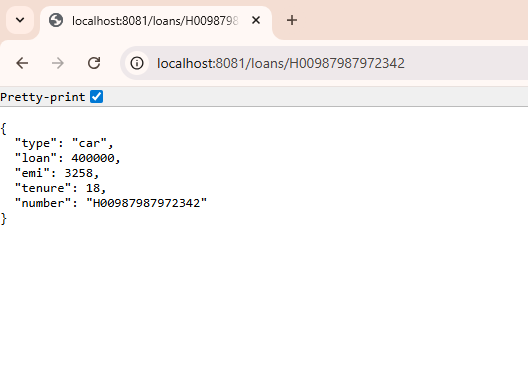 localhost:8081/loans/H0098798
localhost:8081/loans/H00987987972342
Pretty-print
{
"type": "car",
"loan": 400000,
"emi": 3258,
"tenure": 18,
"number": "H00987987972342"
}